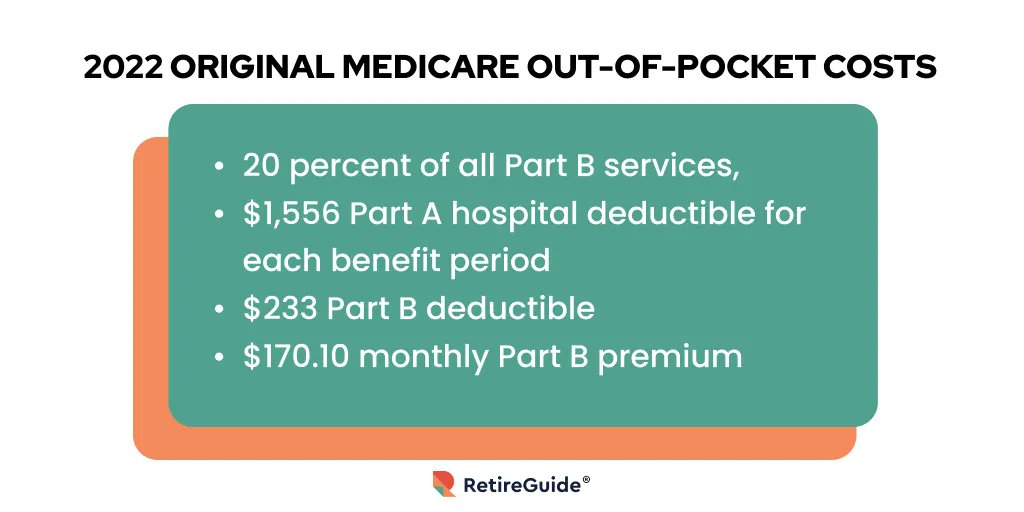 2022 ORIGINAL MEDICARE OUT-OF-POCKET COSTS
• 20 percent of all Part B services,
• $1,556 Part A hospital deductible for
each benefit period
• $233 Part B deductible
• $170.10 monthly Part B premium
RetireGuide®